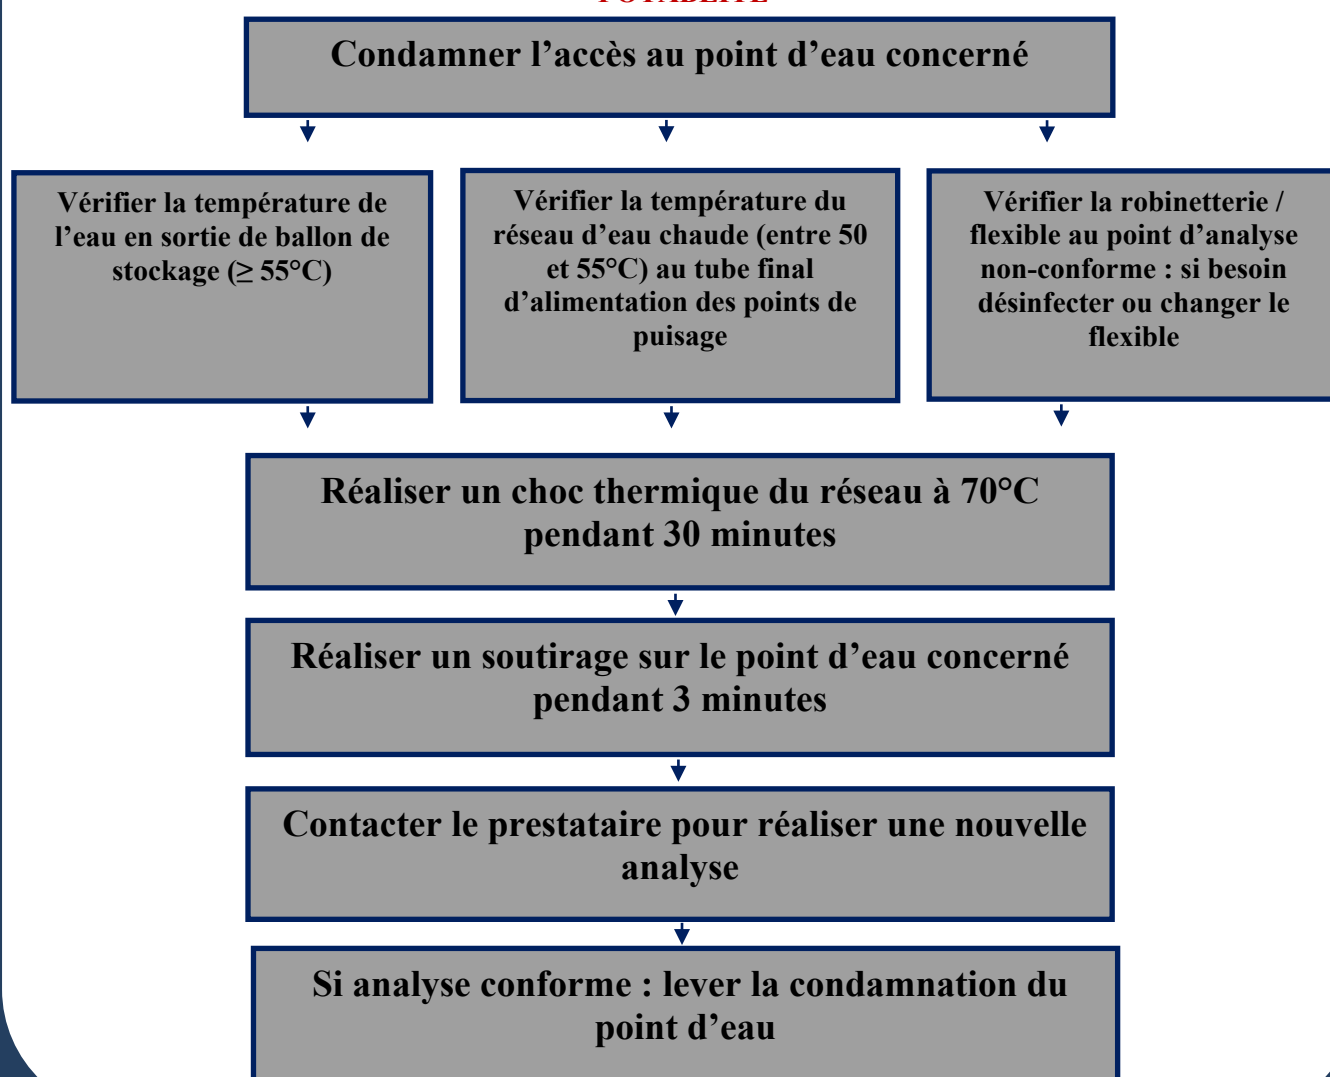 Condamner l’accès au point d’eau concerné
Vérifier la température de
l’eau en sortie de ballon de
stockage (≥ 55°C)
Vérifier la température du
réseau d’eau chaude (entre 50
et 55°C) au tube final
d’alimentation des points de
puisage
Vérifier la robinetterie /
flexible au point d’analyse
non-conforme : si besoin
désinfecter ou changer le
flexible
Réaliser un choc thermique du réseau à 70°C
pendant 30 minutes
Réaliser un soutirage sur le point d’eau concerné
pendant 3 minutes
Contacter le prestataire pour réaliser une nouvelle
analyse
Si analyse conforme : lever la condamnation du
point d’eau